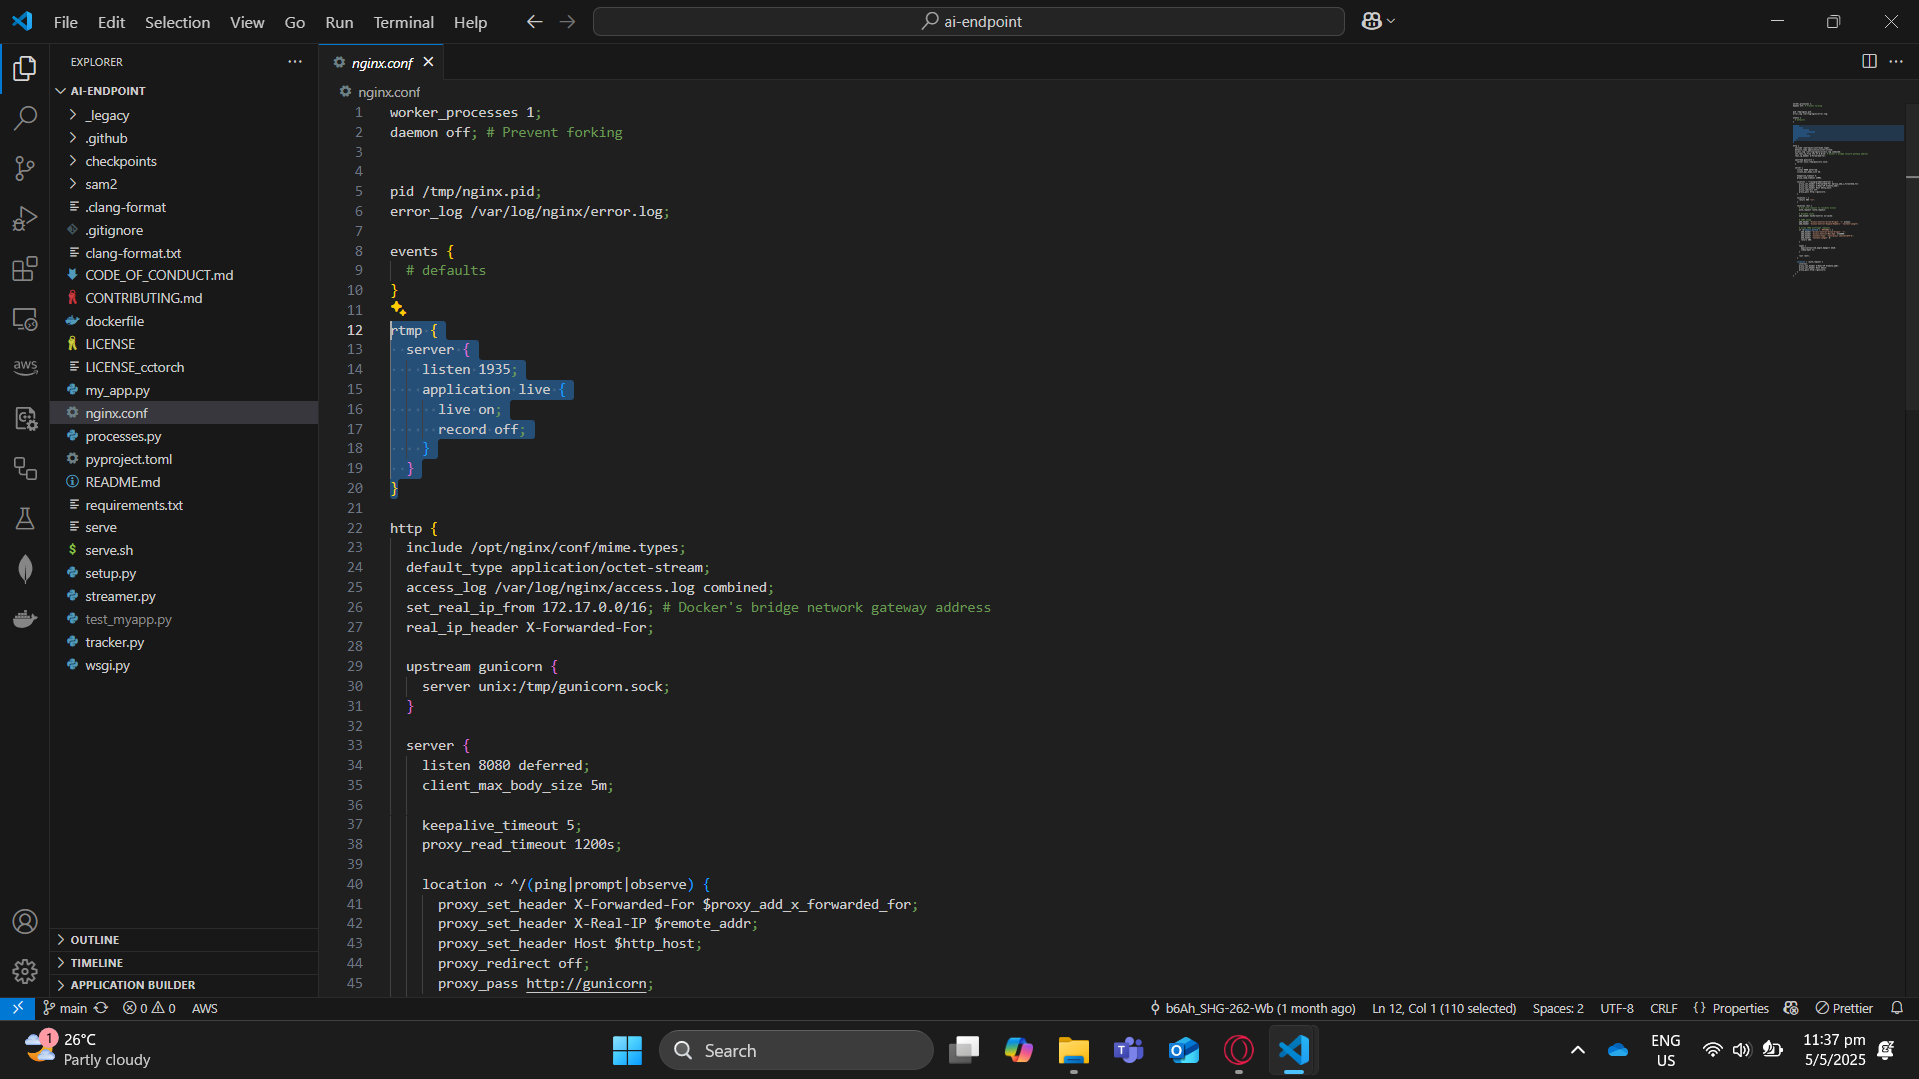 File Edit Selection View Go Run Terminal Help
ai-endpoint
EXPLORER
AI-ENDPOINT
_legacy
.github
checkpoints
sam2
.clang-format
.gitignore
clang-format.txt
CODE_OF_CONDUCT.md
CONTRIBUTING.md
dockerfile
LICENSE
LICENSE_cctorch
my_app.py
nginx.conf
processes.py
pyproject.toml
README.md
requirements.txt
serve
serve.sh
setup.py
streamer.py
test_myapp.py
tracker.py
wsgi.py
OUTLINE
TIMELINE
APPLICATION BUILDER
aws
nginx.conf
nginx.conf
1 worker_processes 1;
2 daemon off; # Prevent forking
3
4
5 pid /tmp/nginx.pid;
6 error_log /var/log/nginx/error.log;
7
8 events {
9 # defaults
10 }
11
12 rtmp {
13 server {
14 listen 1935;
15 application live {
16 live on;
17 record off;
18 }
19 }
20 }
21
22 http {
23 include /opt/nginx/conf/mime.types;
24 default_type application/octet-stream;
25 access_log /var/log/nginx/access.log combined;
26 set_real_ip_from 172.17.0.0/16; # Docker's bridge network gateway address
27 real_ip_header X-Forwarded-For;
28
29 upstream gunicorn {
30 server unix:/tmp/gunicorn.sock;
31 }
32
33 server {
34 listen 8080 deferred;
35 client_max_body_size 5m;
36
37 keepalive_timeout 5;
38 proxy_read_timeout 1200s;
39
40 location ~ ^/(ping|prompt|observe) {
41 proxy_set_header X-Forwarded-For $proxy_add_x_forwarded_for;
42 proxy_set_header X-Real-IP $remote_addr;
43 proxy_set_header Host $http_host;
44 proxy_redirect off;
45 proxy_pass http://gunicorn;
main 0 0 AWS
b6Ah_SHG-262-Wb (1 month ago) Ln 12, Col 1 (110 selected) Spaces: 2 UTF-8 CRLF {} Properties Prettier
1 26°C
Partly cloudy
Search
ENG
US
11:37 pm
5/5/2025